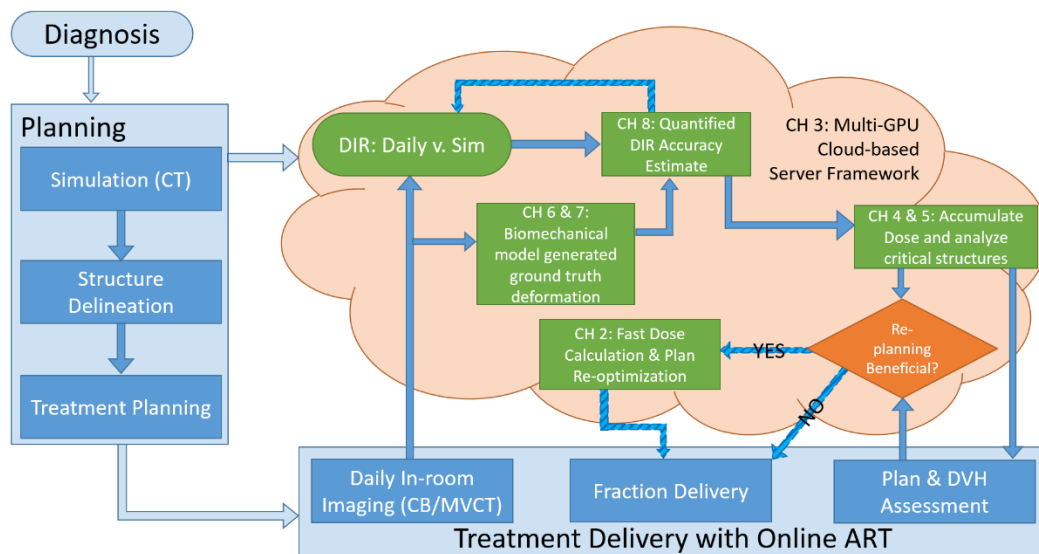 Diagnosis
Planning
Simulation (CT)
Structure
Delineation
Treatment Planning
DIR: Daily v. Sim
CH 8: Quantified
DIR Accuracy
Estimate
CH 3: Multi-GPU
Cloud-based
Server Framework
CH 6 & 7:
Biomechanical
model generated
ground truth
deformation
CH 4 & 5: Accumulate
Dose and analyze
critical structures
CH 2: Fast Dose
Calculation & Plan
Re-optimization
YES
Re-
planning
Beneficial?
NO
Daily In-room
Imaging (CB/MVCT)
Fraction Delivery
Plan & DVH
Assessment
Treatment Delivery with Online ART